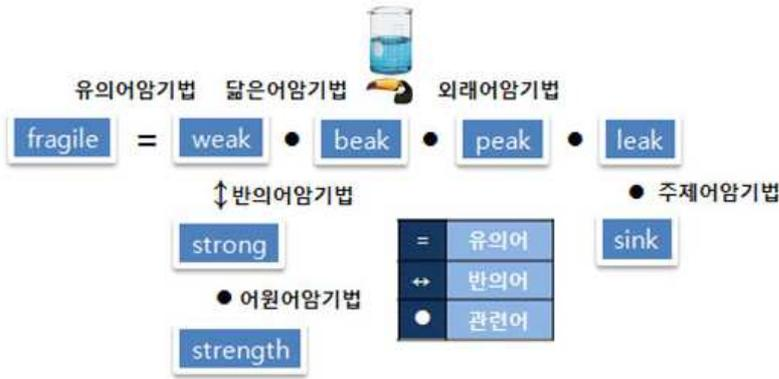 유의어암기법 닮은어암기법 외래어암기법
fragile = weak ● beak ● peak ● leak
↕반의어암기법 ● 주제어암기법
strong = 유의어 sink
↔ 반의어
● 어원어암기법 ● 관련어
strength